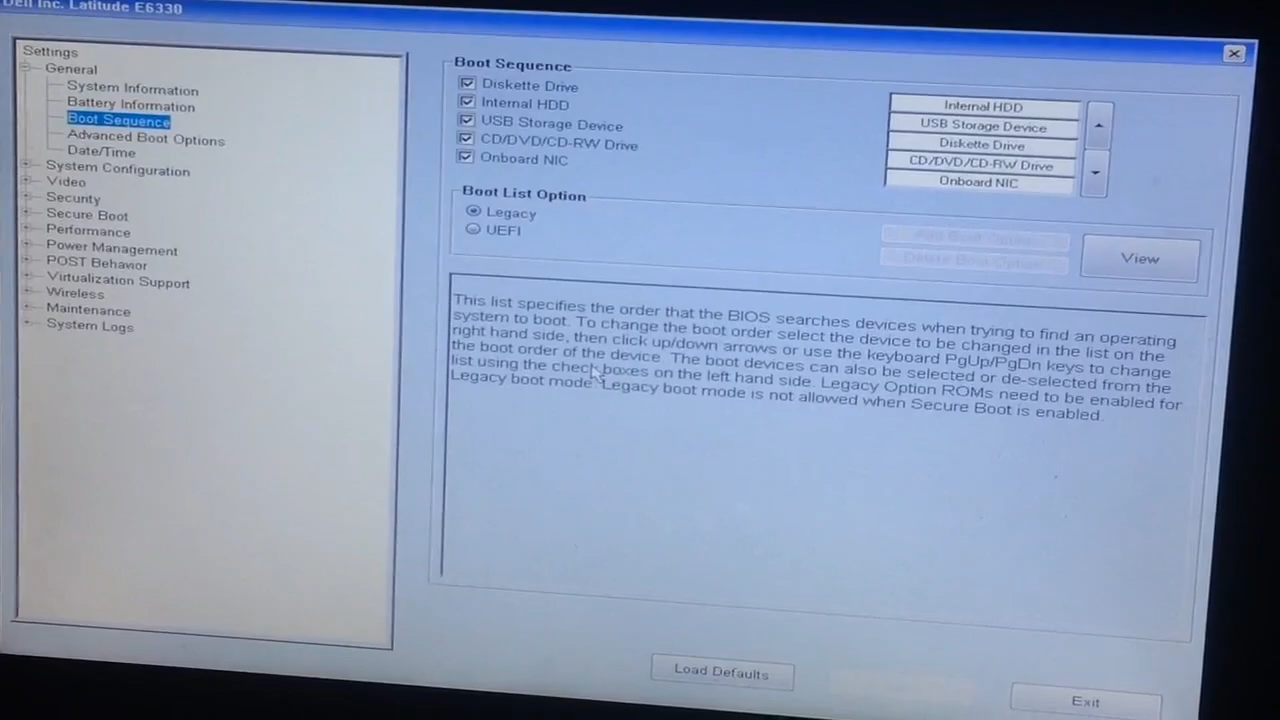 Dell Inc. Latitude E6330
Settings
General
System Information
Battery Information
Boot Sequence
Advanced Boot Options
Date/Time
System Configuration
Video
Security
Secure Boot
Performance
Power Management
POST Behavior
Virtualization Support
Wireless
Maintenance
System Logs
Boot Sequence
Diskette Drive
Internal HDD
USB Storage Device
CD/DVD/CD-RW Drive
Onboard NIC
Internal HDD
USB Storage Device
Diskette Drive
CD/DVD/CD-RW Drive
Onboard NIC
Boot List Option
Legacy
UEFI
Add Boot Option
Delete Boot Option
View
This list specifies the order that the BIOS searches devices when trying to find an operating
system to boot. To change the boot order select the device to be changed in the list on the
right hand side, then click up/down arrows or use the keyboard PgUp/PgDn keys to change
the boot order of the device. The boot devices can also be selected or de-selected from the
list using the check boxes on the left hand side. Legacy Option ROMs need to be enabled for
Legacy boot mode. Legacy boot mode is not allowed when Secure Boot is enabled.
Load Defaults
Exit